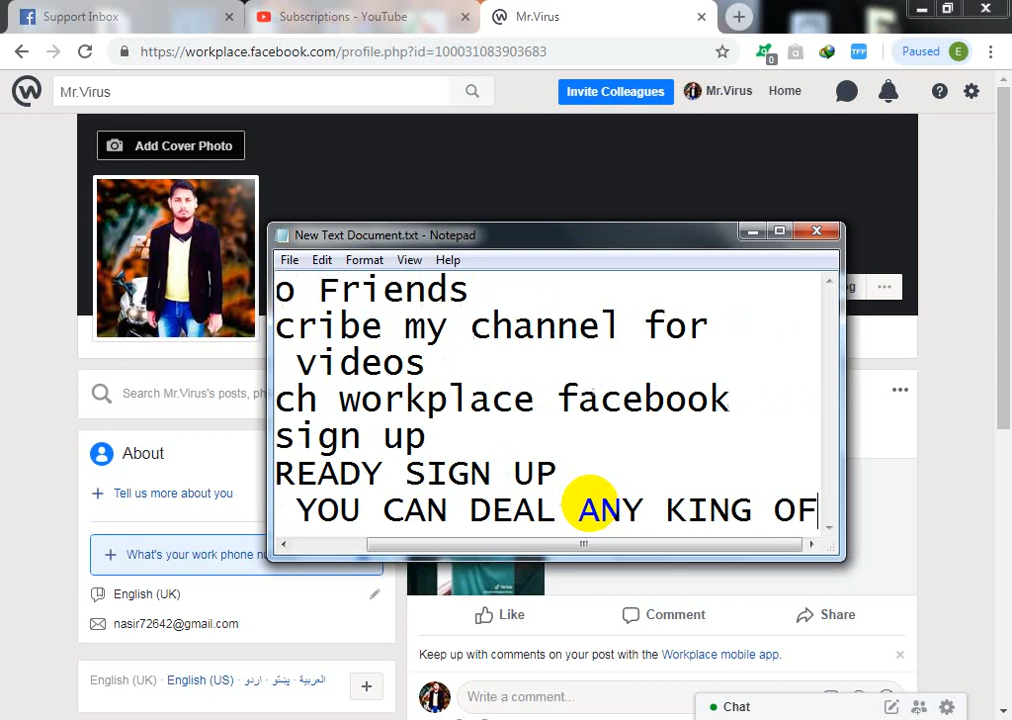 Support Inbox
Subscriptions - YouTube
Mr.Virus
https://workplace.facebook.com/profile.php?id=100031083903683
0
a
TFF
Paused
E
Mr.Virus
Invite Colleagues
Mr.Virus
Home
Add Cover Photo
New Text Document.txt - Notepad
File Edit Format View Help
o Friends
cribe my channel for
videos
ch workplace facebook
sign up
READY SIGN UP
YOU CAN DEAL ANY KING OF
Search Mr.Virus's posts,
About
Tell us more about you
What's your work phone
English (UK)
nasir72642@gmail.com
English (UK) · English (US) · اردو · پښتو · العربية
Like
Comment
Share
Keep up with comments on your post with the Workplace mobile app.
Write a comment...
Chat